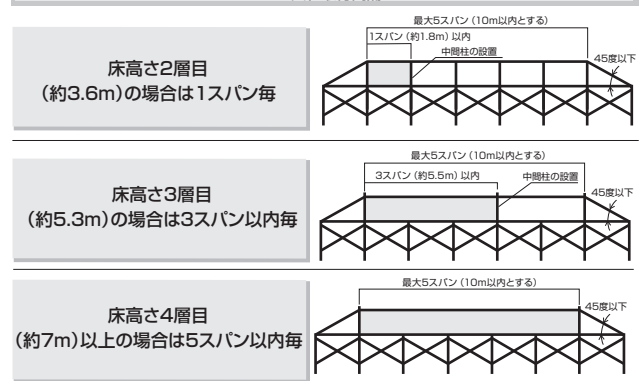 最大5スパン（10m以内とする）
1スパン（約1.8m）以内
中間柱の設置
45度以下
床高さ2層目
（約3.6m）の場合は1スパン毎
最大5スパン（10m以内とする）
3スパン（約5.5m）以内
中間柱の設置
45度以下
床高さ3層目
（約5.3m）の場合は3スパン以内毎
最大5スパン（10m以内とする）
45度以下
床高さ4層目
（約7m）以上の場合は5スパン以内毎